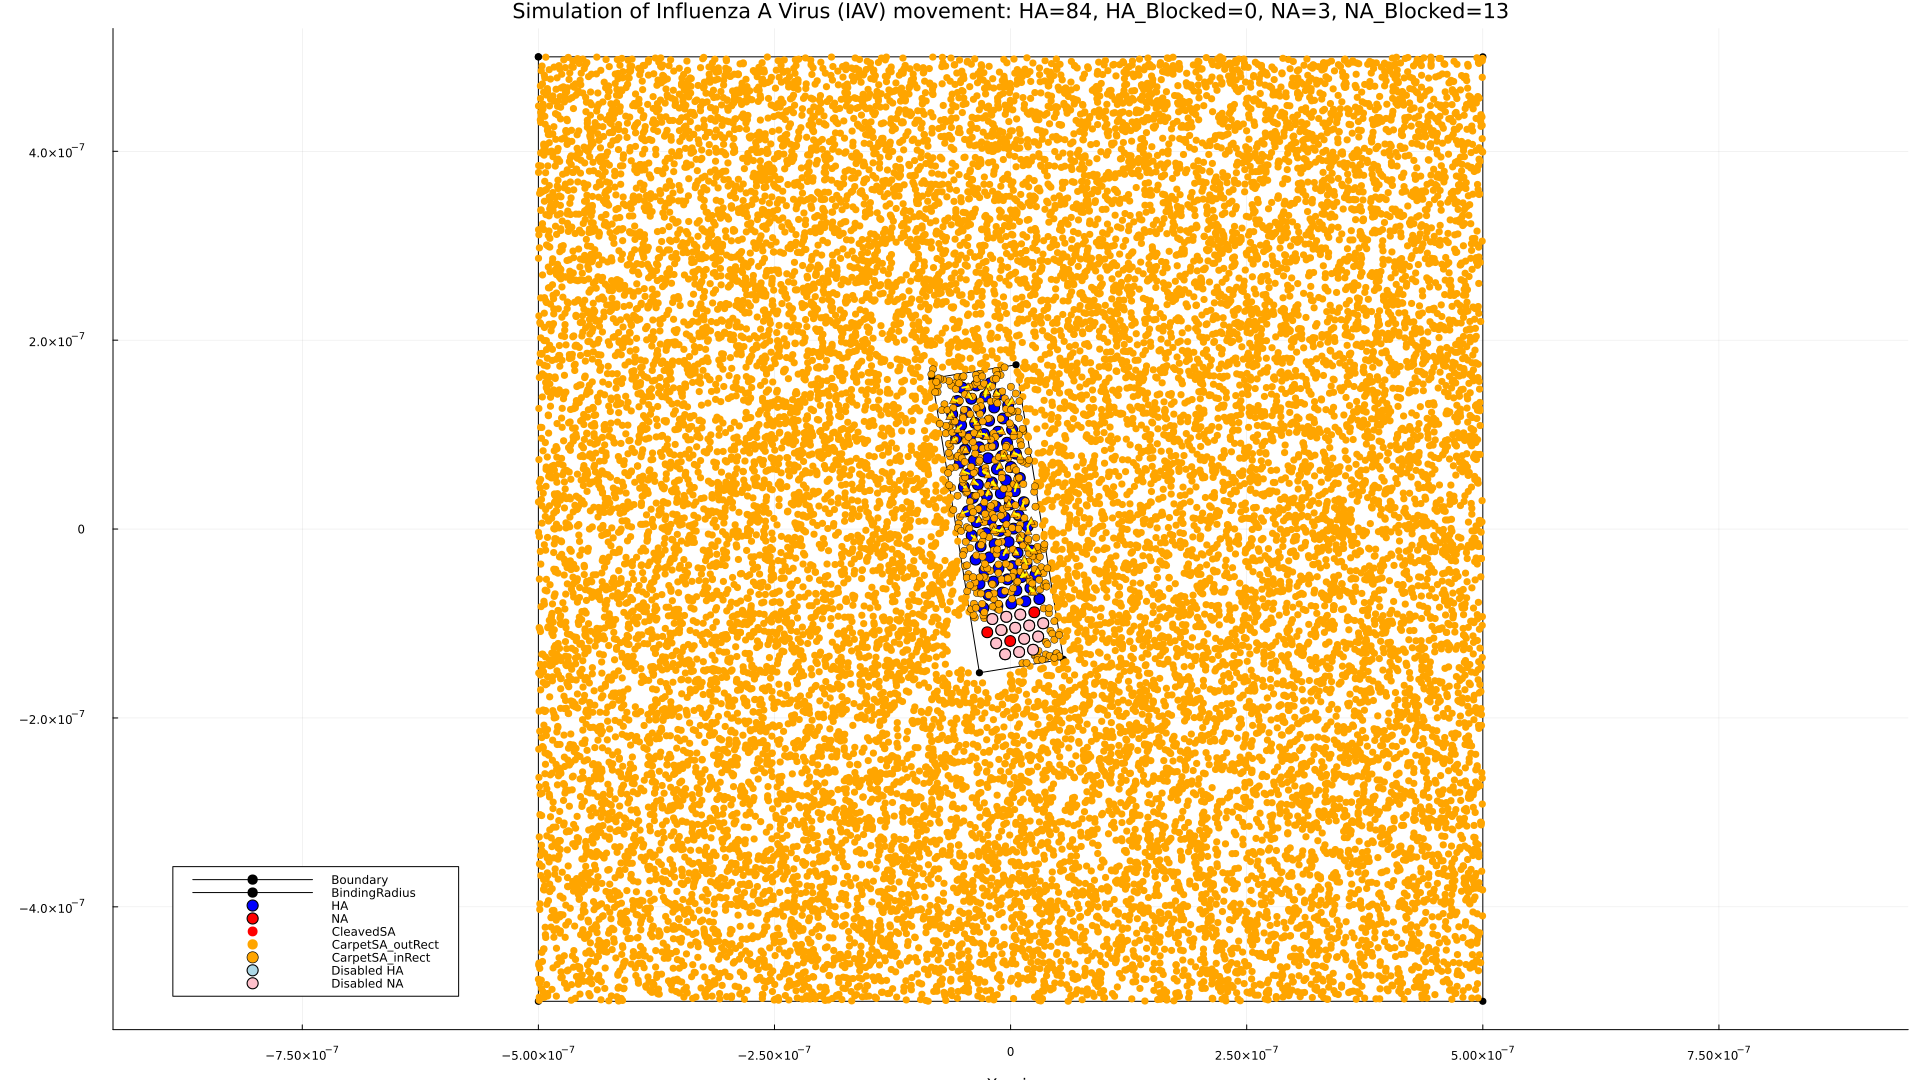 Simulation of Influenza A Virus (IAV) movement: HA=84, HA_Blocked=0, NA=3, NA_Blocked=13
4.0×10⁻⁷
2.0×10⁻⁷
0
−2.0×10⁻⁷
−4.0×10⁻⁷
Boundary
BindingRadius
HA
NA
CleavedSA
CarpetSA_outRect
CarpetSA_inRect
Disabled HA
Disabled NA
−7.50×10⁻⁷ −5.00×10⁻⁷ −2.50×10⁻⁷ 0 2.50×10⁻⁷ 5.00×10⁻⁷ 7.50×10⁻⁷